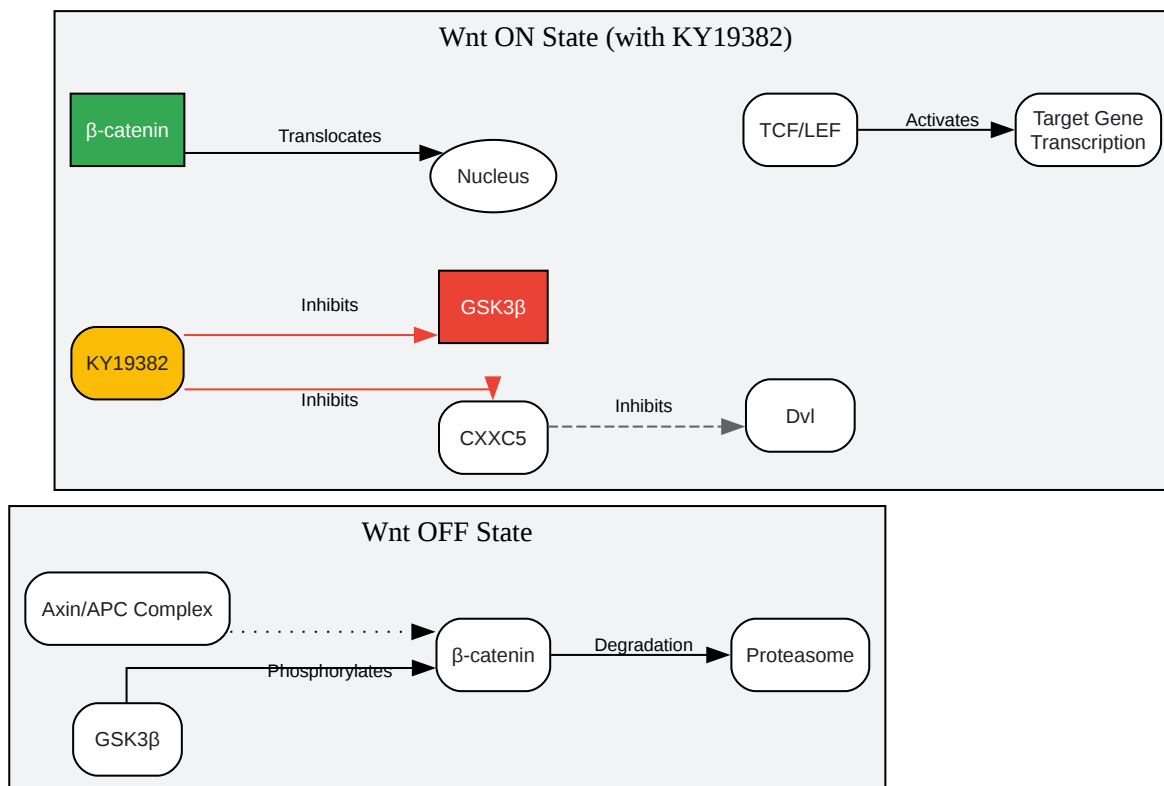 Wnt ON State (with KY19382)
β-catenin
Translocates
Nucleus
TCF/LEF
Activates
Target Gene
Transcription
KY19382
Inhibits
GSK3β
Inhibits
CXXC5
Inhibits
Dvl
Wnt OFF State
Axin/APC Complex
GSK3β
Phosphorylates
β-catenin
Degradation
Proteasome